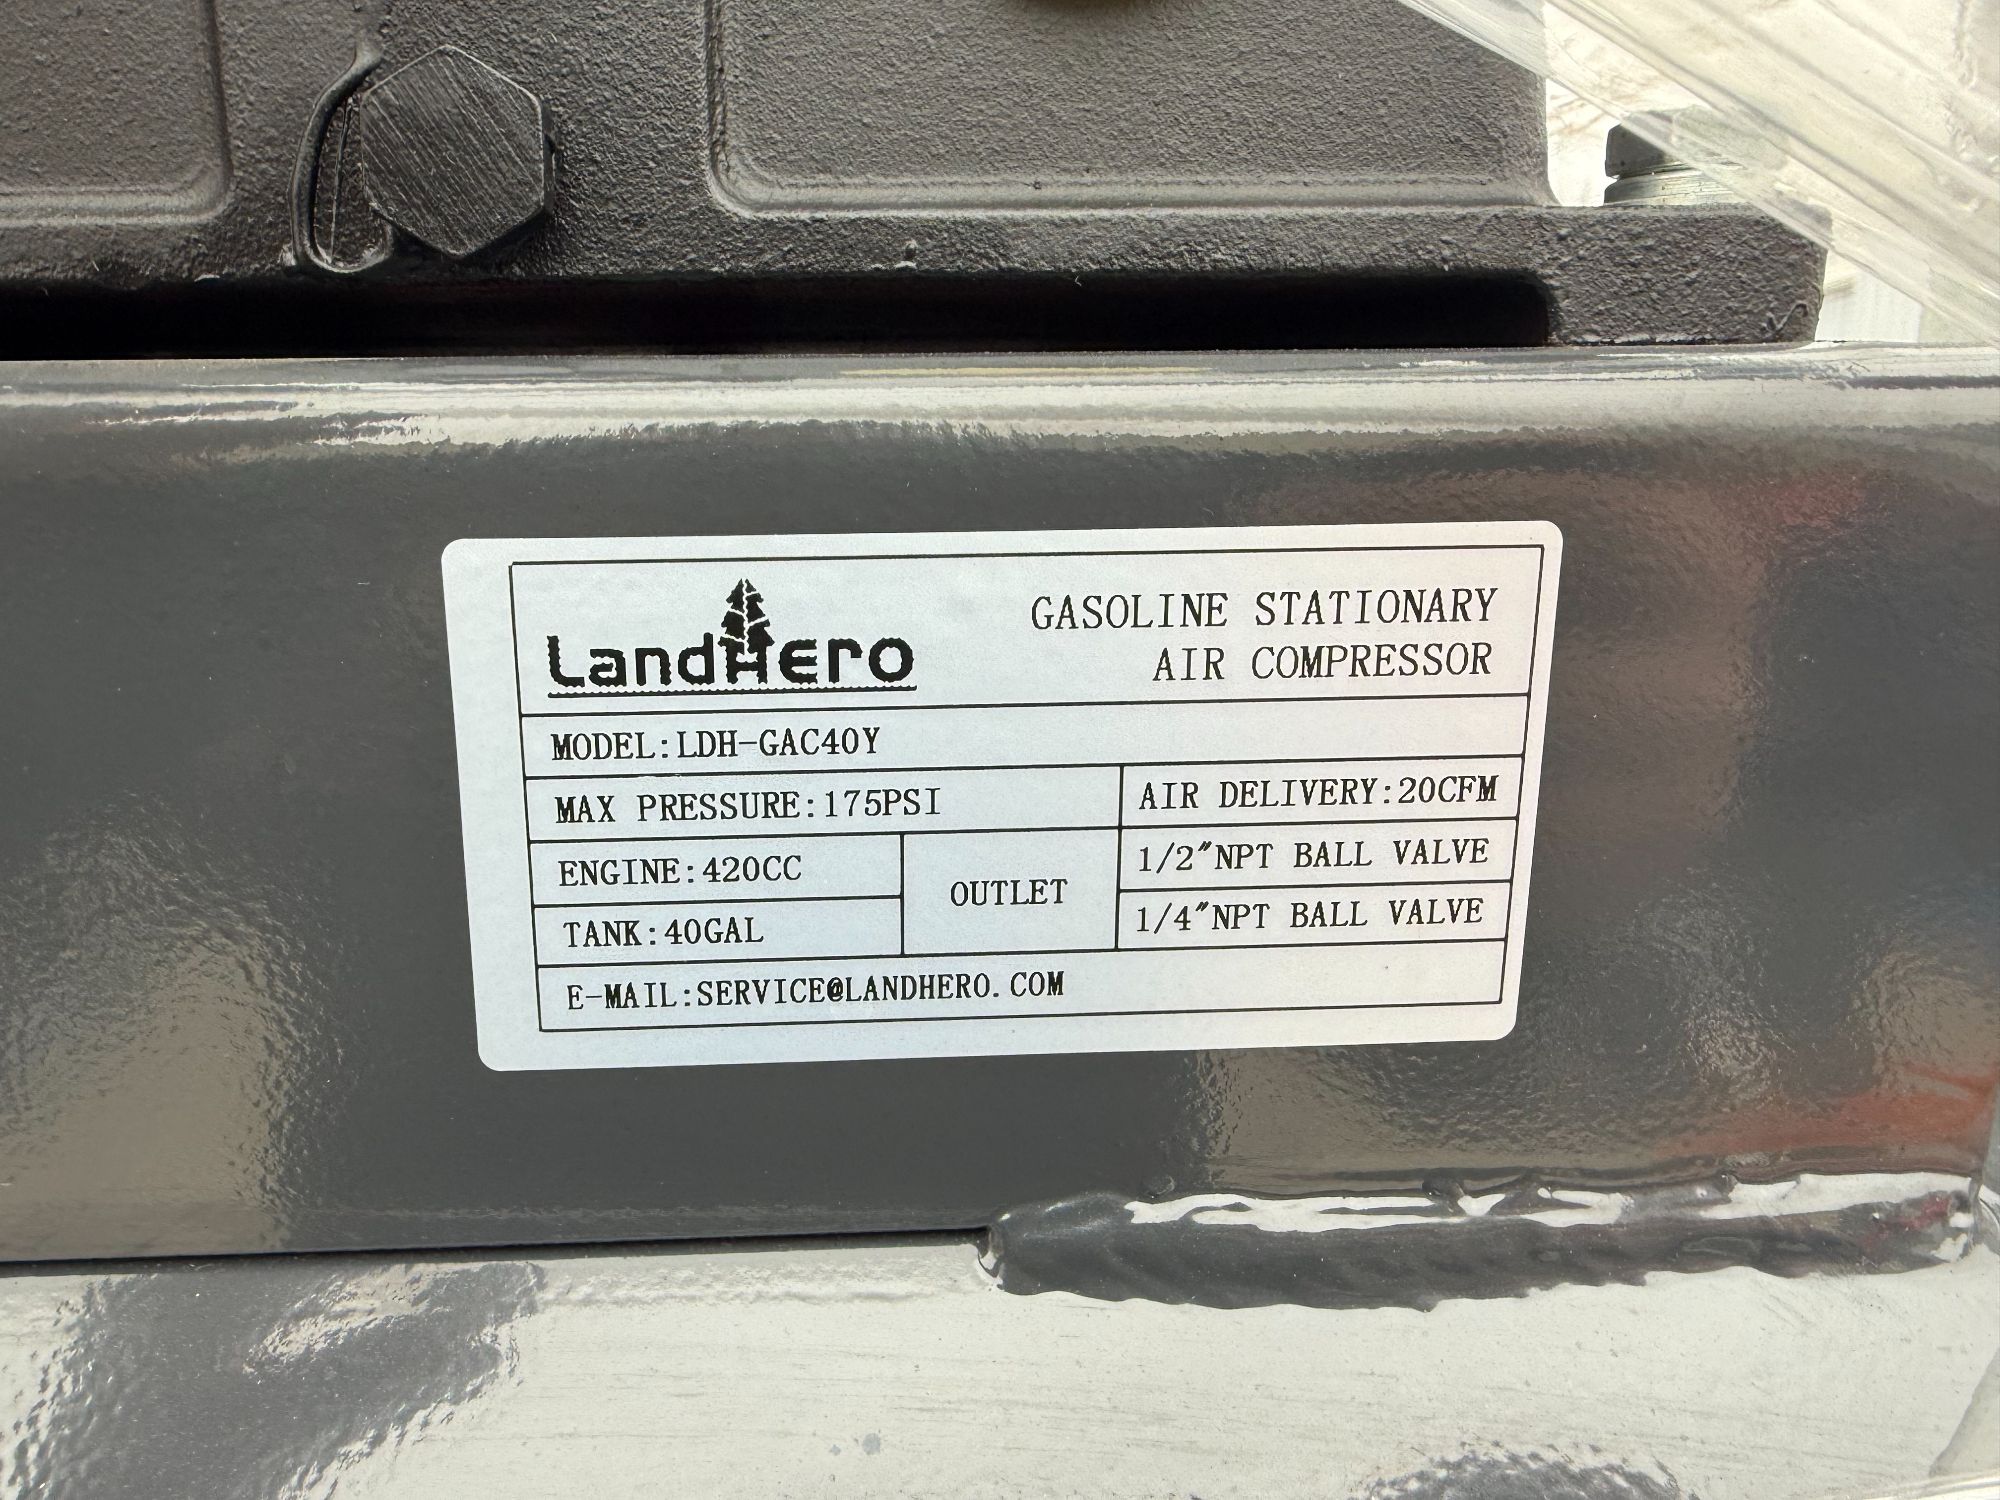 LandHero
GASOLINE STATIONARY
AIR COMPRESSOR
MODEL:LDH-GAC40Y
MAX PRESSURE:175PSI
AIR DELIVERY:20CFM
ENGINE:420CC
OUTLET
1/2″NPT BALL VALVE
TANK:40GAL
1/4″NPT BALL VALVE
E-MAIL:SERVICE@LANDHERO.COM